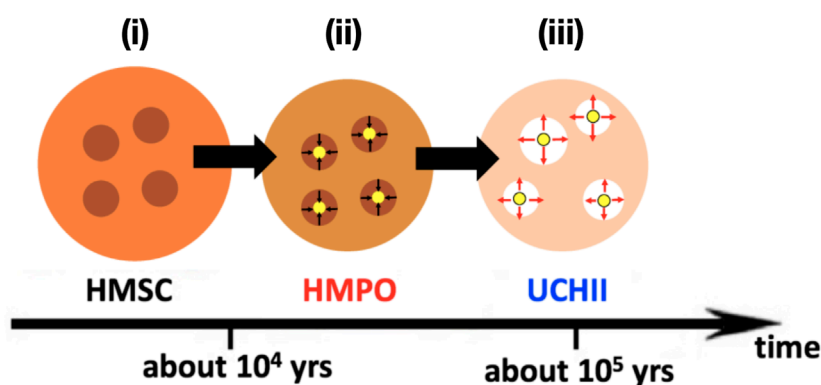 (i) (ii) (iii)
HMSC HMPO UCHII
about 10⁴ yrs about 10⁵ yrs time